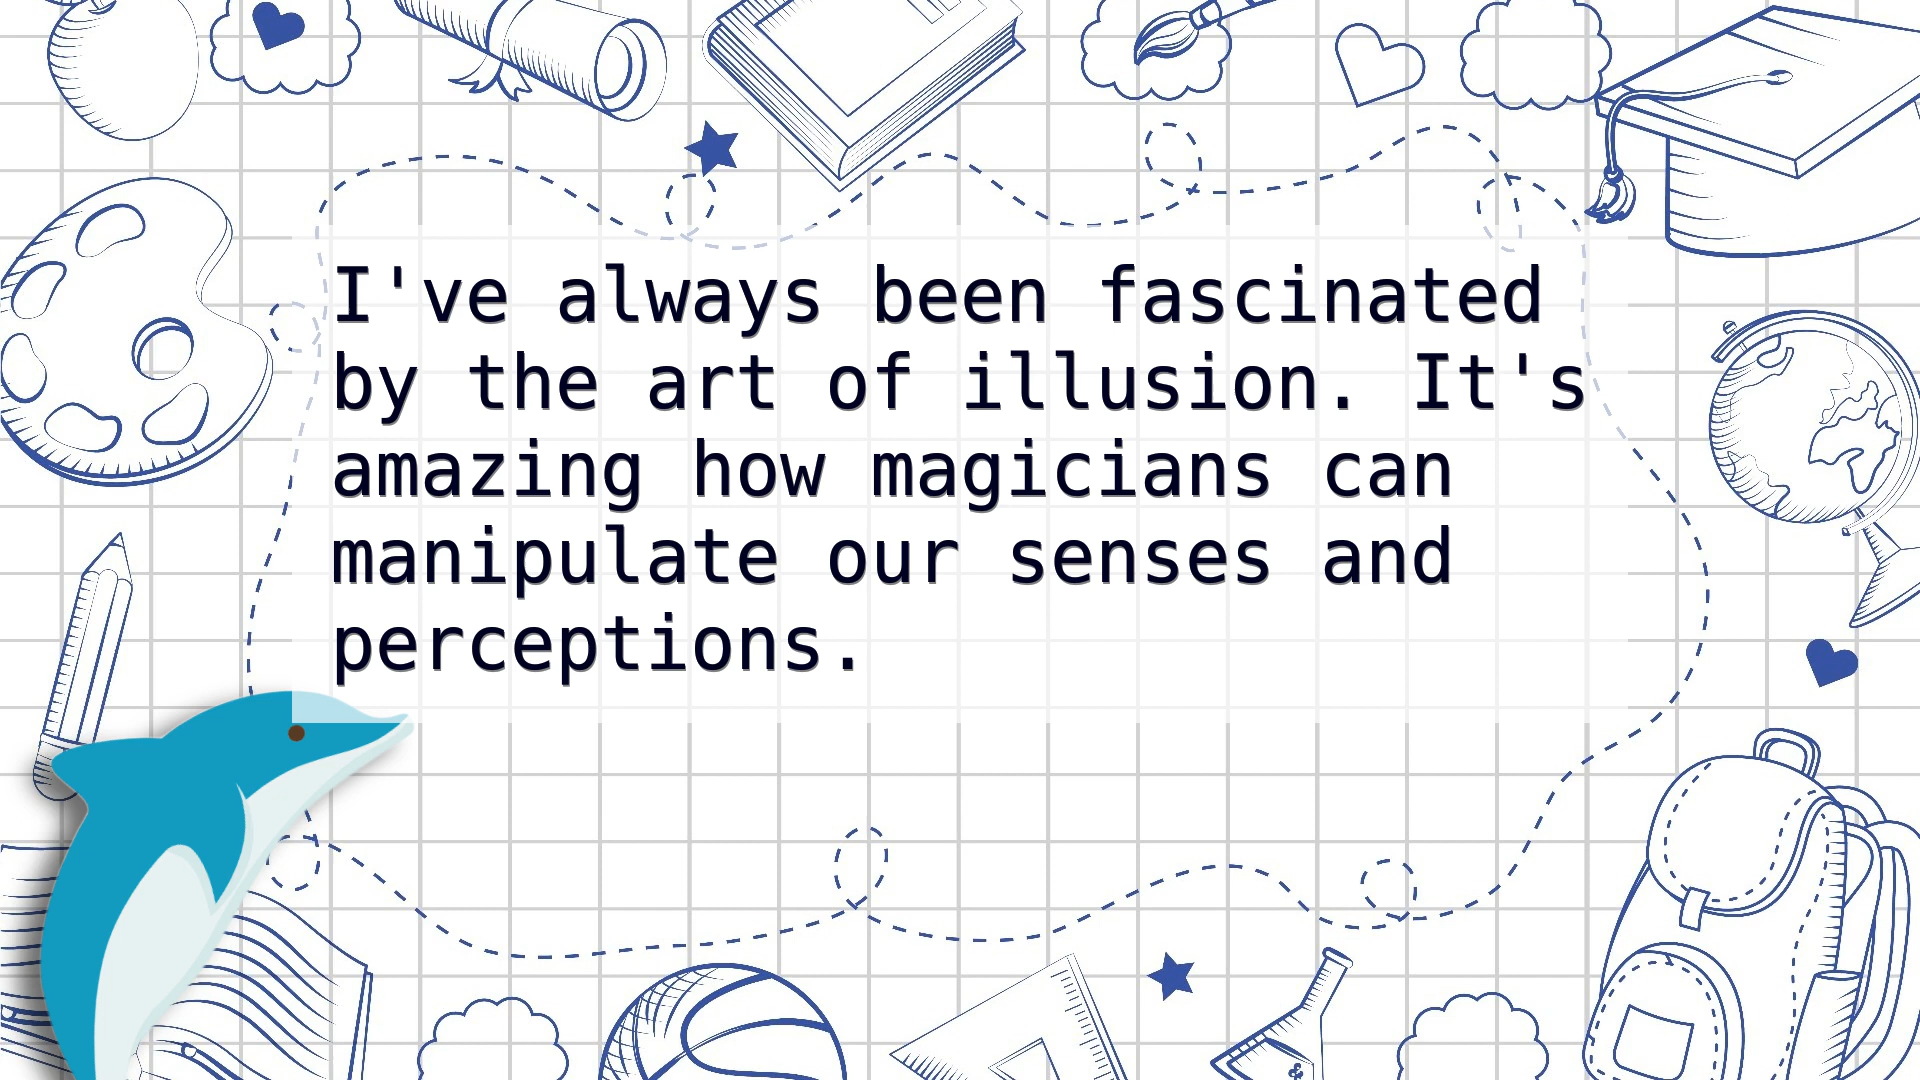 I've always been fascinated
by the art of illusion. It's
amazing how magicians can
manipulate our senses and
perceptions.